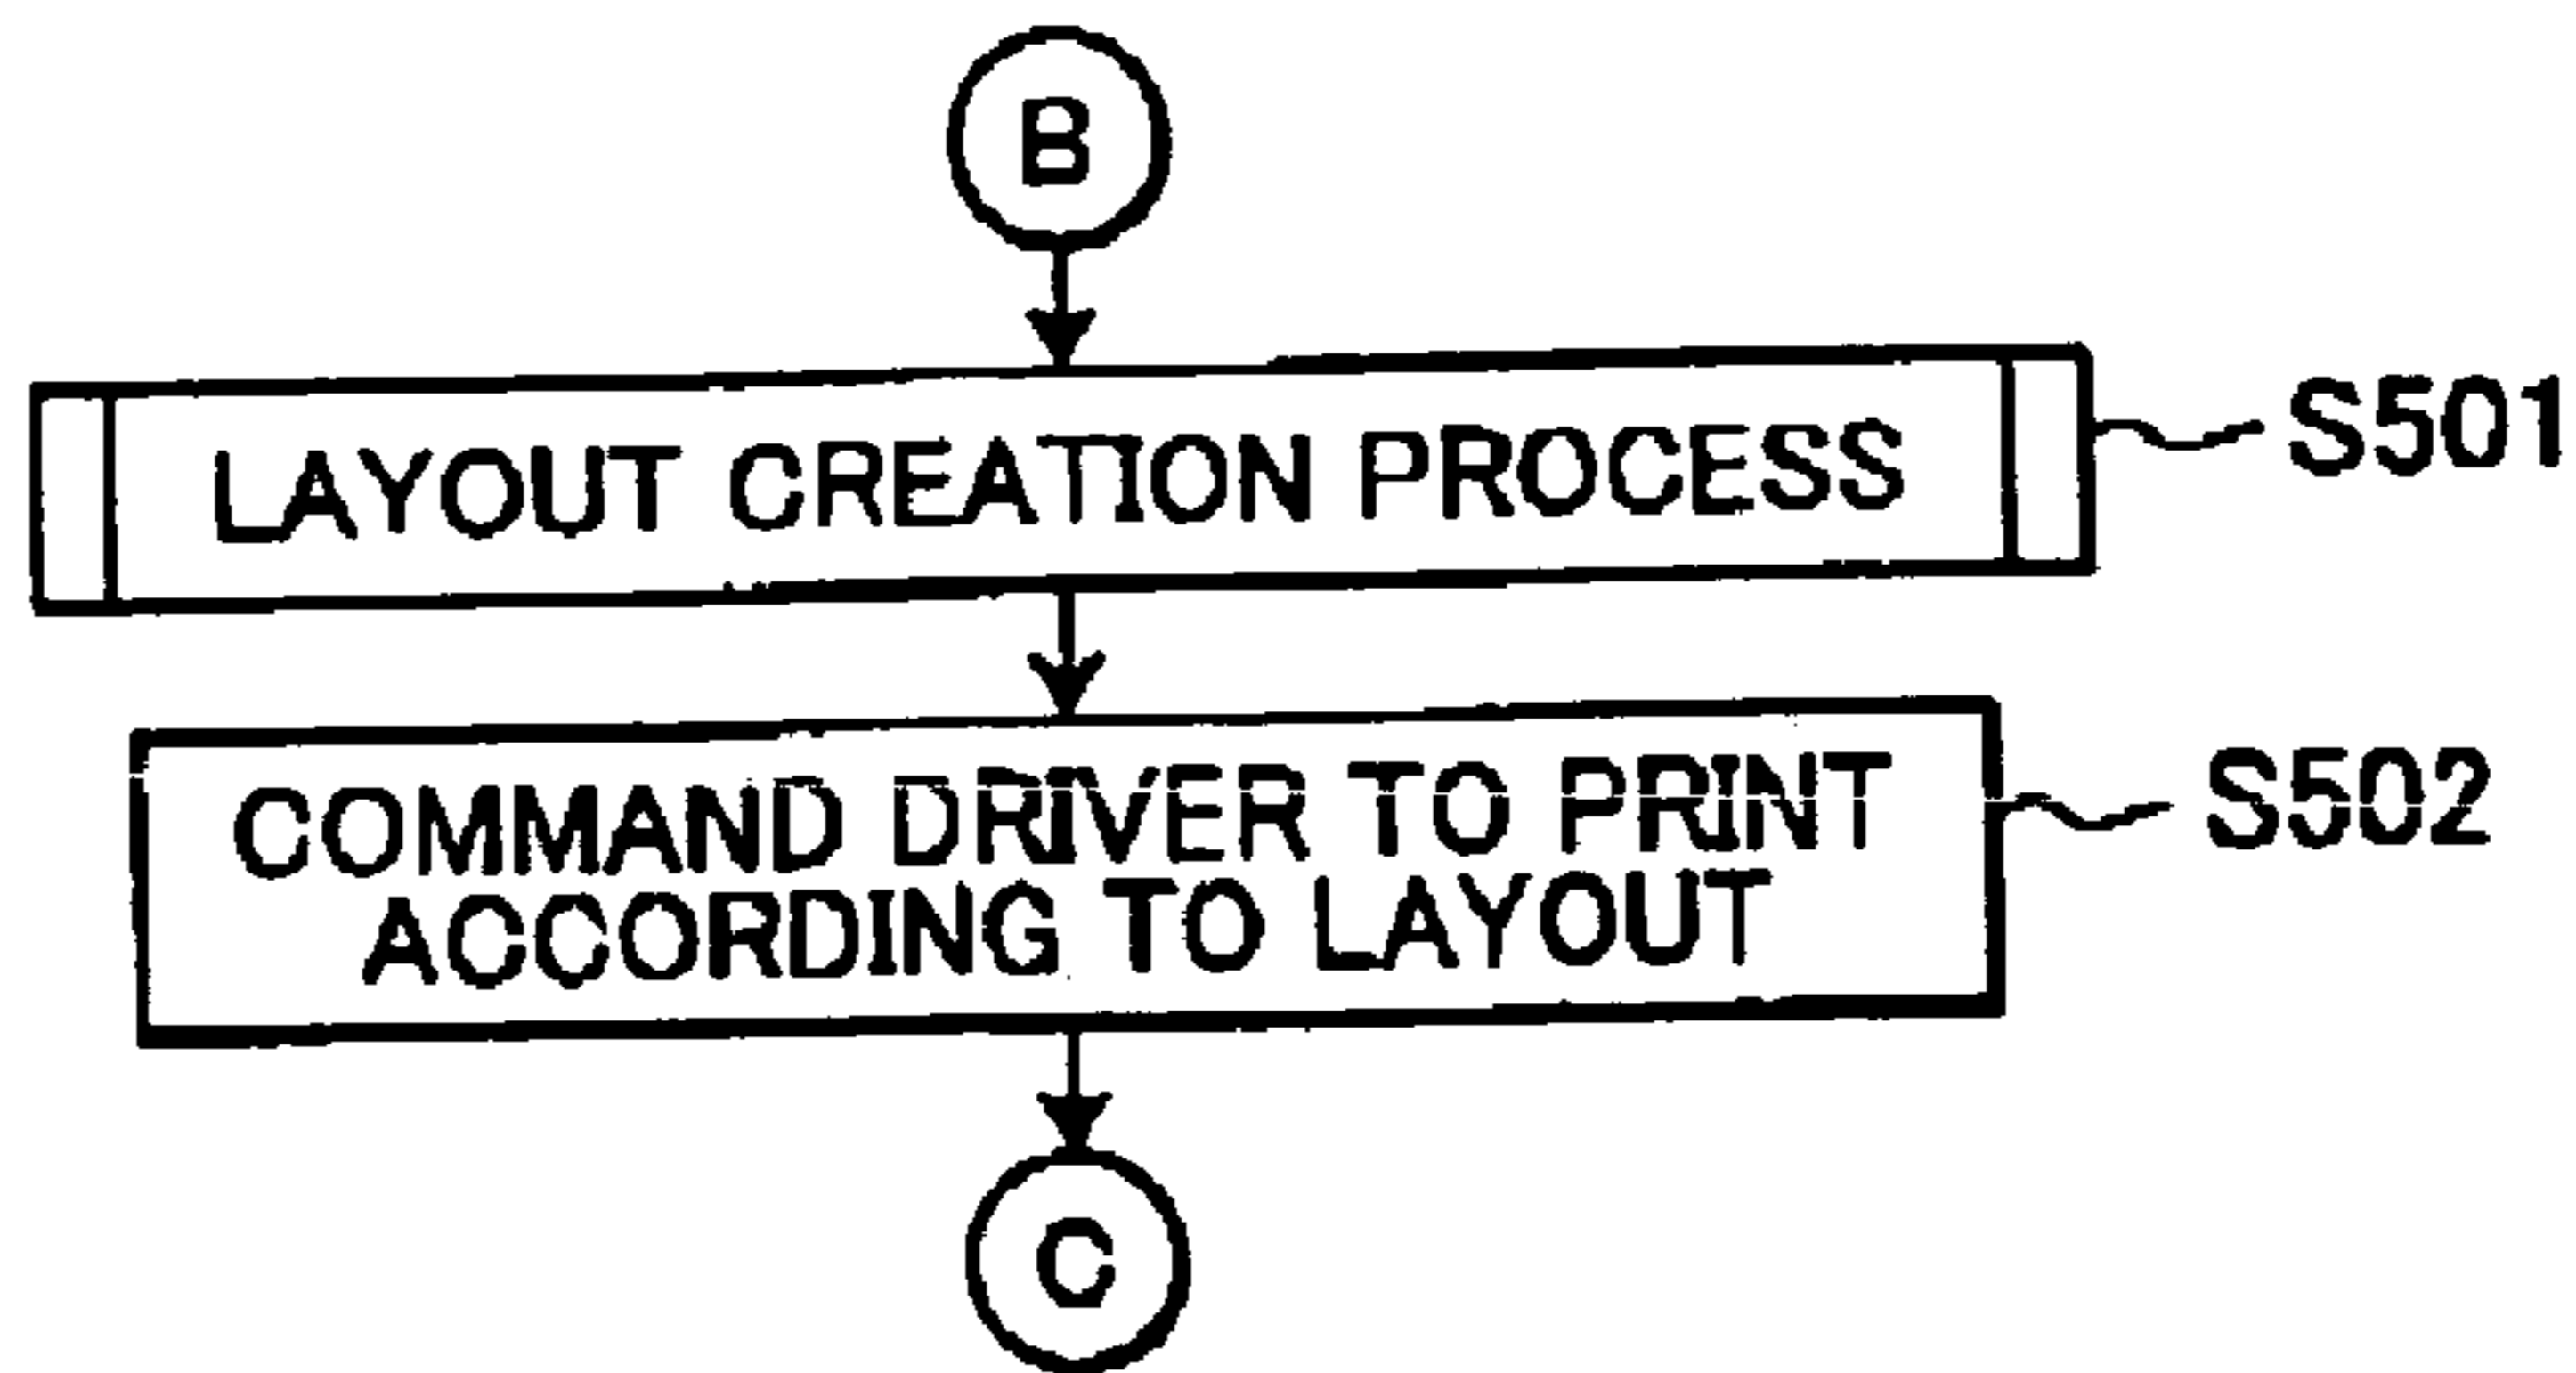 B
LAYOUT CREATION PROCESS
S501
COMMAND DRIVER TO PRINT
ACCORDING TO LAYOUT
S502
C